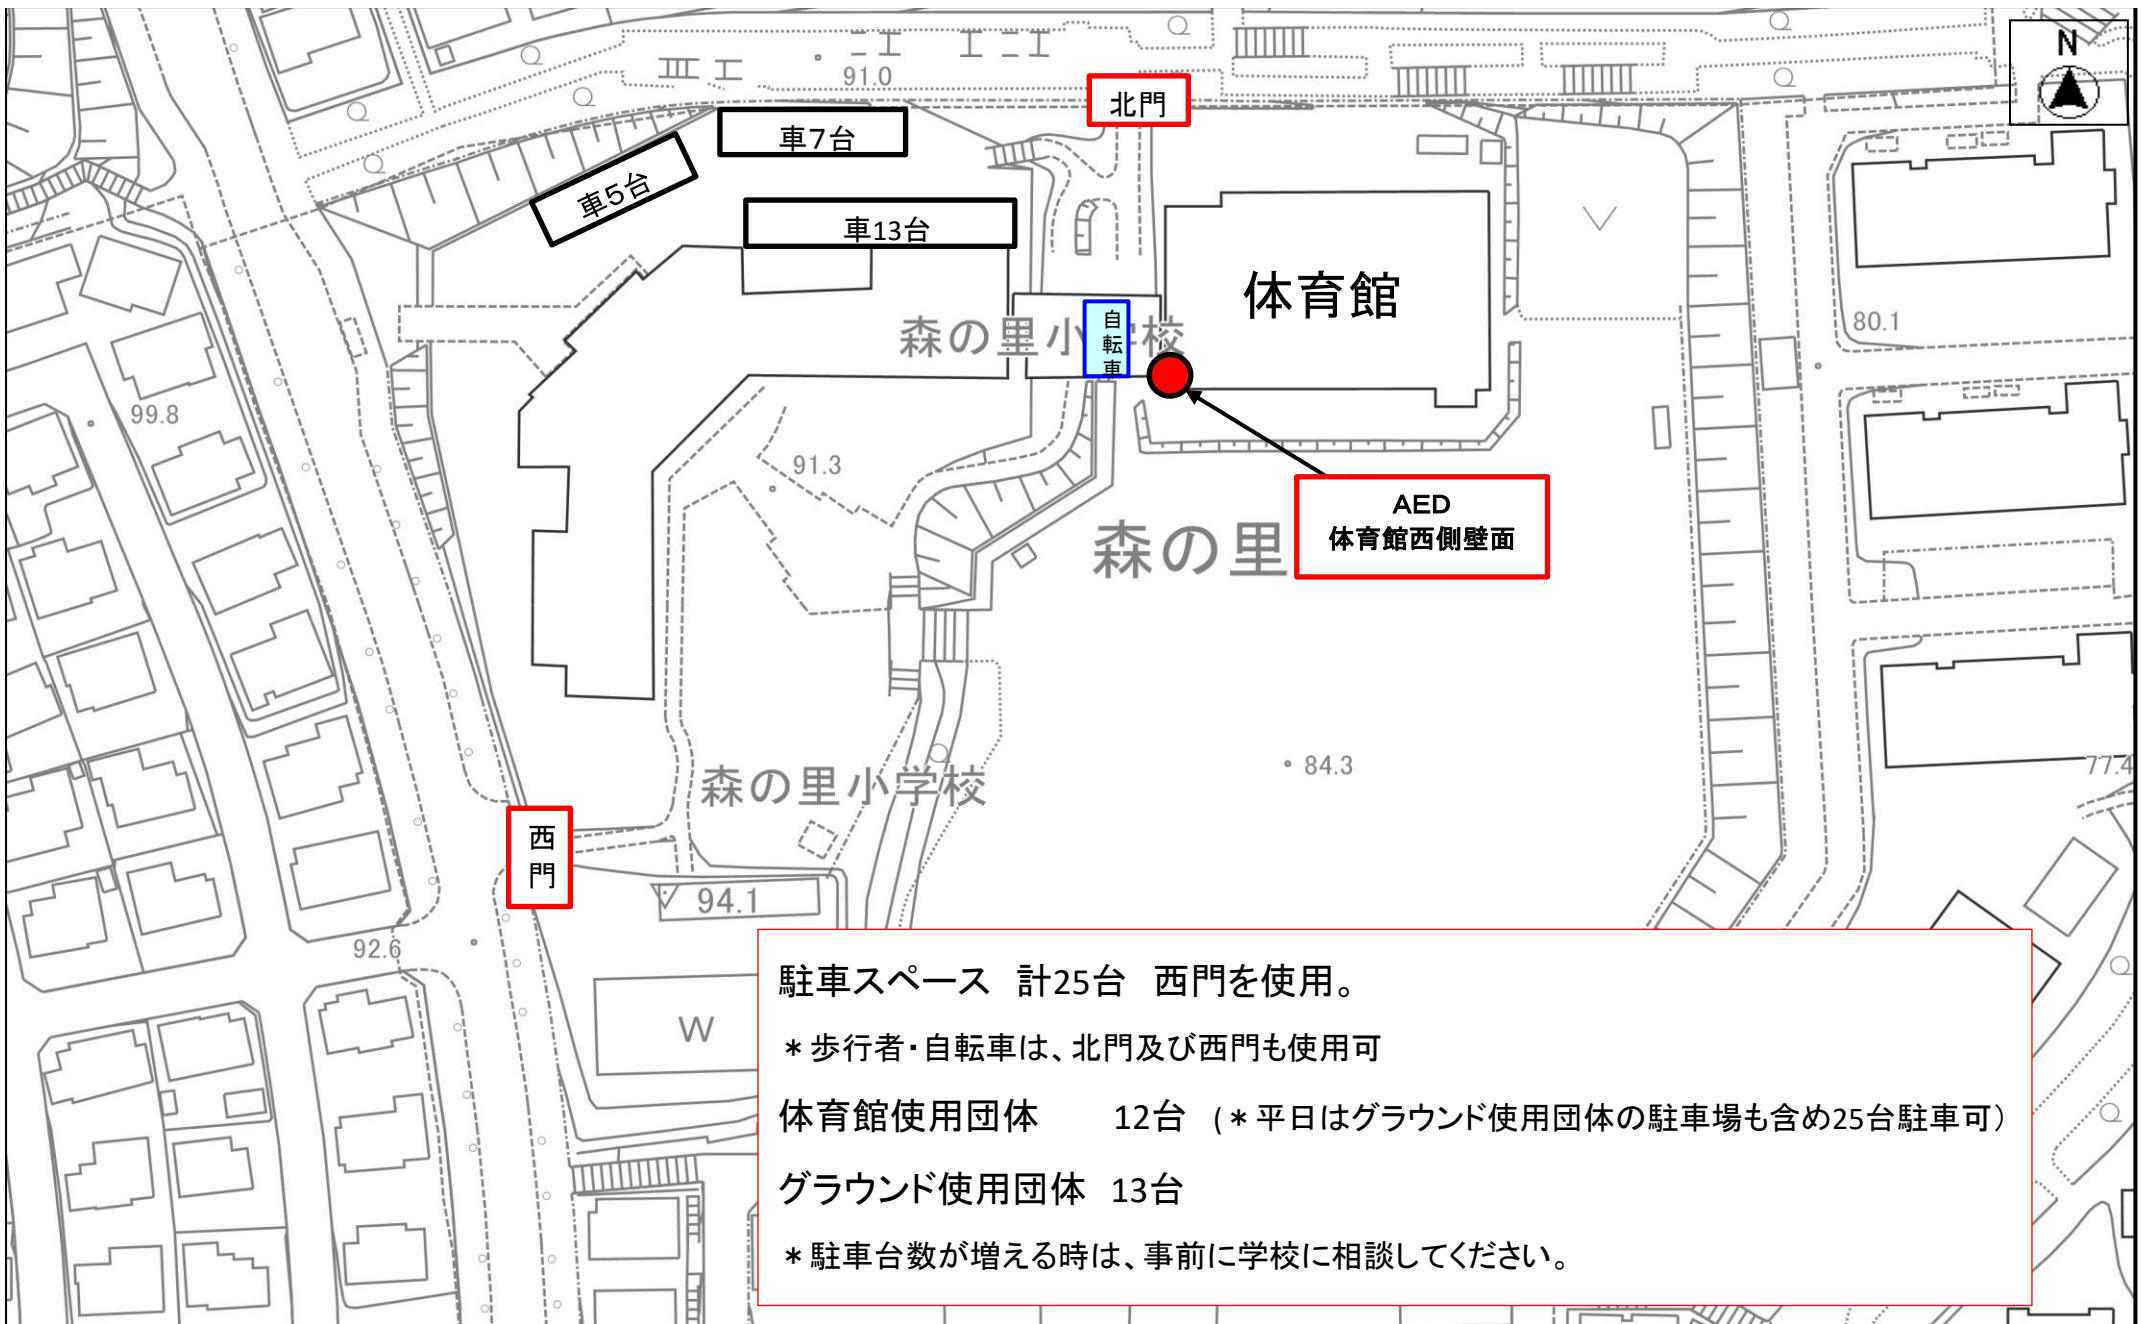 N
91.0
北門
車7台
車5台
車13台
体育館
80.1
森の里小学校
自転車
99.8
91.3
AED
体育館西側壁面
森の里
84.3
77.4
森の里小学校
西門
94.1
92.6
W
駐車スペース 計25台 西門を使用。
＊歩行者・自転車は、北門及び西門も使用可
体育館使用団体 12台 (＊平日はグラウンド使用団体の駐車場も含め25台駐車可)
グラウンド使用団体 13台
＊駐車台数が増える時は、事前に学校に相談してください。